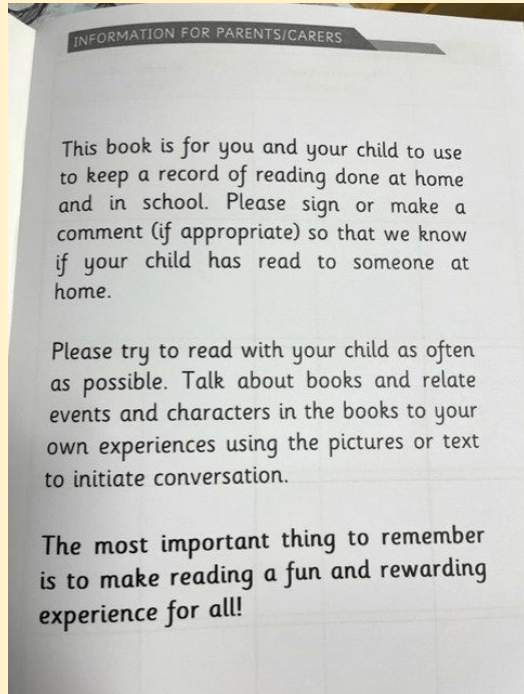 INFORMATION FOR PARENTS/CARERS
This book is for you and your child to use
to keep a record of reading done at home
and in school. Please sign or make a
comment (if appropriate) so that we know
if your child has read to someone at
home.
Please try to read with your child as often
as possible. Talk about books and relate
events and characters in the books to your
own experiences using the pictures or text
to initiate conversation.
The most important thing to remember
is to make reading a fun and rewarding
experience for all!